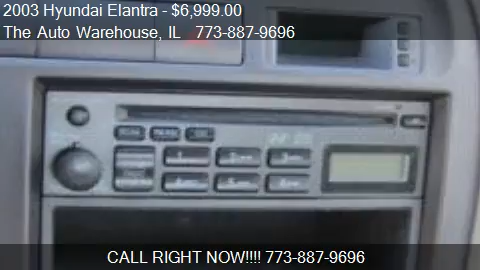 2003 Hyundai Elantra - $6,999.00
The Auto Warehouse, IL 773-887-9696
CALL RIGHT NOW!!!! 773-887-9696